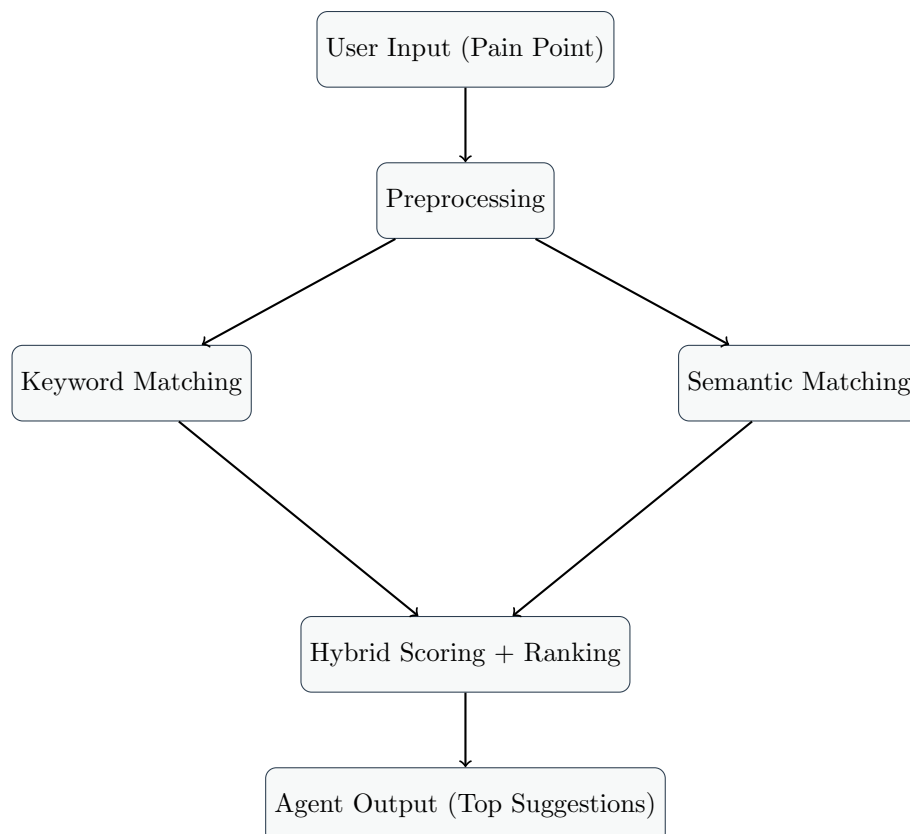 User Input (Pain Point)
Preprocessing
Keyword Matching
Semantic Matching
Hybrid Scoring + Ranking
Agent Output (Top Suggestions)